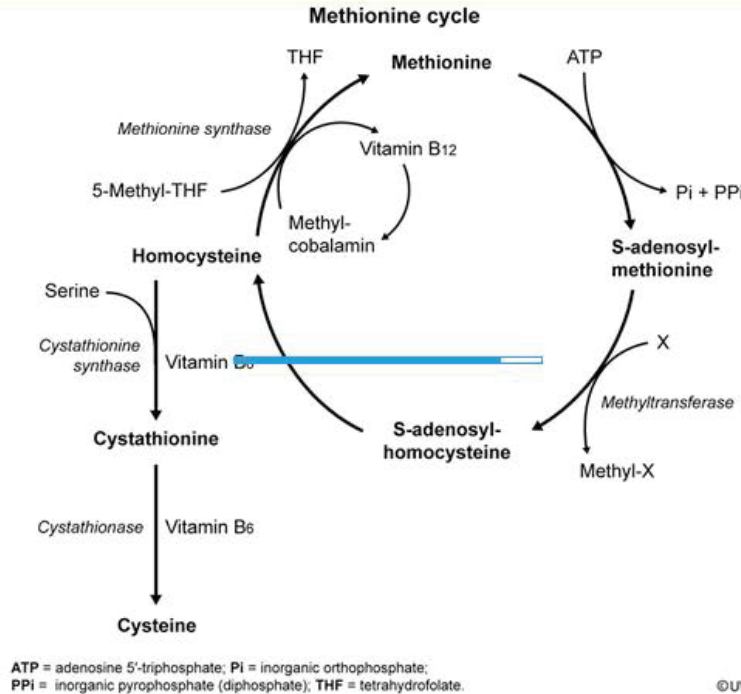 Methionine cycle
THF
Methionine
ATP
Methionine synthase
Vitamin B12
5-Methyl-THF
Pi + PPi
Methyl-
cobalamin
Homocysteine
S-adenosyl-
methionine
Serine
X
Cystathionine
synthase
Vitamin
Methyltransferase
Cystathionine
S-adenosyl-
homocysteine
Methyl-X
Cystathionase
Vitamin B6
Cysteine
ATP = adenosine 5'-triphosphate; Pi = inorganic orthophosphate;
PPi = inorganic pyrophosphate (diphosphate); THF = tetrahydrofolate.